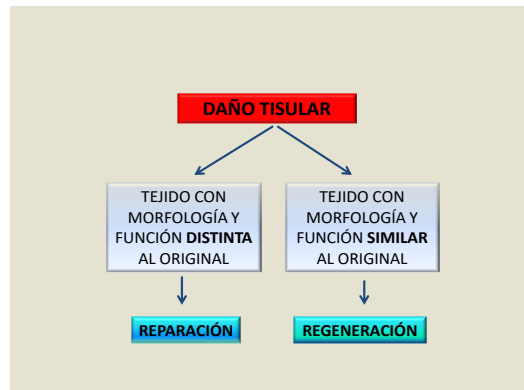 DAÑO TISULAR
TEJIDO CON
MORFOLOGÍA Y
FUNCIÓN DISTINTA
AL ORIGINAL
TEJIDO CON
MORFOLOGÍA Y
FUNCIÓN SIMILAR
AL ORIGINAL
REPARACIÓN
REGENERACIÓN